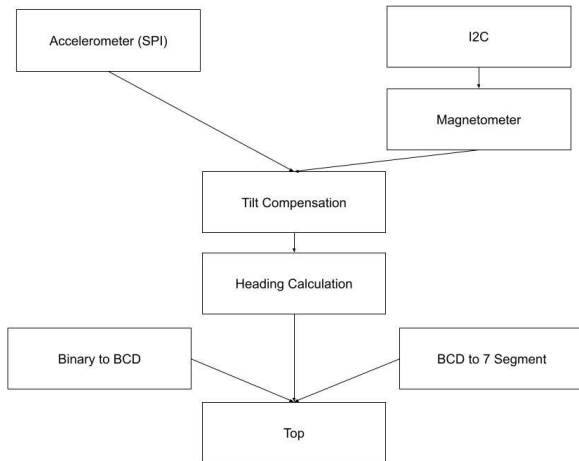 Accelerometer (SPI)
I2C
Magnetometer
Tilt Compensation
Heading Calculation
Binary to BCD
BCD to 7 Segment
Top